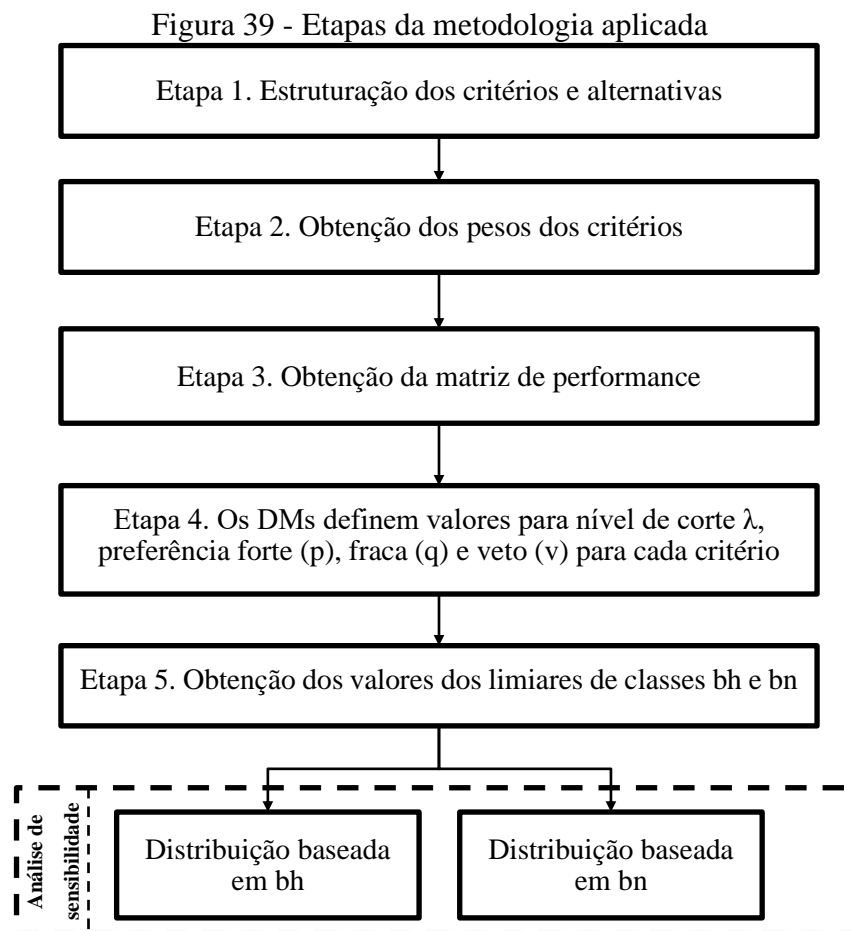 Figura 39 - Etapas da metodologia aplicada
Etapa 1. Estruturação dos critérios e alternativas
Etapa 2. Obtenção dos pesos dos critérios
Etapa 3. Obtenção da matriz de performance
Etapa 4. Os DMs definem valores para nível de corte λ,
preferência forte (p), fraca (q) e veto (v) para cada critério
Etapa 5. Obtenção dos valores dos limiares de classes bh e bn
Análise de
sensibilidade
Distribuição baseada
em bh
Distribuição baseada
em bn